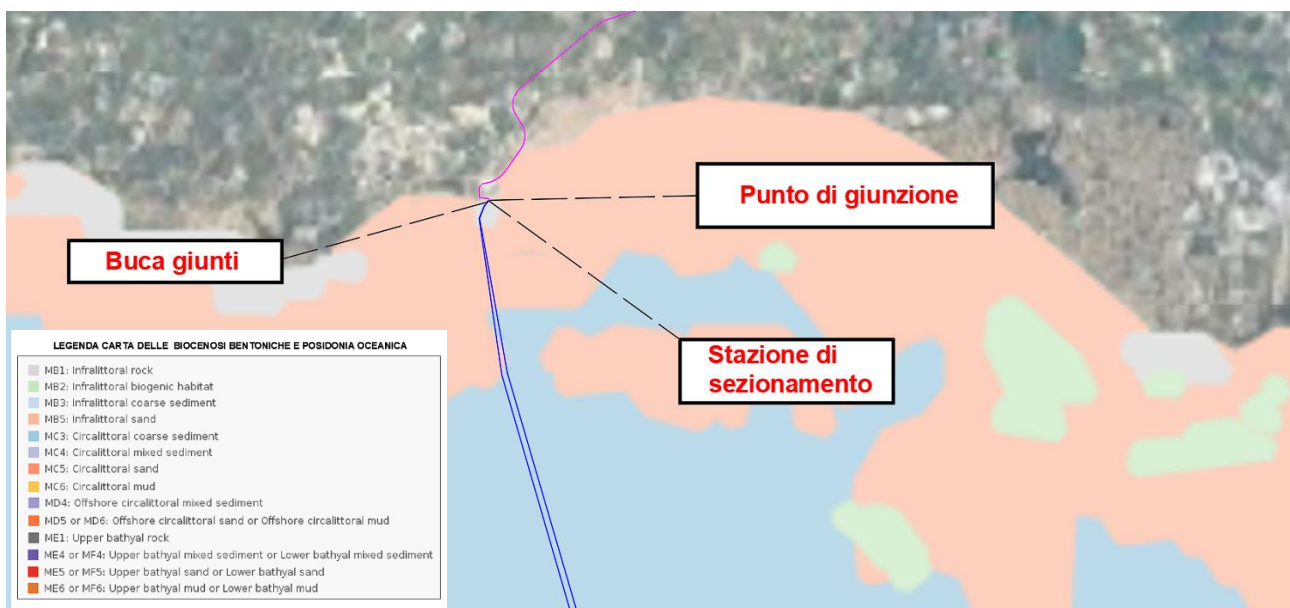 Punto di giunzione
Buca giunti
Stazione di
sezionamento
LEGENDA CARTA DELLE BIOCENOSI BENTONICHE E POSIDONIA OCEANICA
MB1: Infralittoral rock
MB2: Infralittoral biogenic habitat
MB3: Infralittoral coarse sediment
MB5: Infralittoral sand
MC3: Circalittoral coarse sediment
MC4: Circalittoral mixed sediment
MC5: Circalittoral sand
MC6: Circalittoral mud
MD4: Offshore circalittoral mixed sediment
MD5 or MD6: Offshore circalittoral sand or Offshore circalittoral mud
ME1: Upper bathyal rock
ME4 or MF4: Upper bathyal mixed sediment or Lower bathyal mixed sediment
ME5 or MF5: Upper bathyal sand or Lower bathyal sand
ME6 or MF6: Upper bathyal mud or Lower bathyal mud